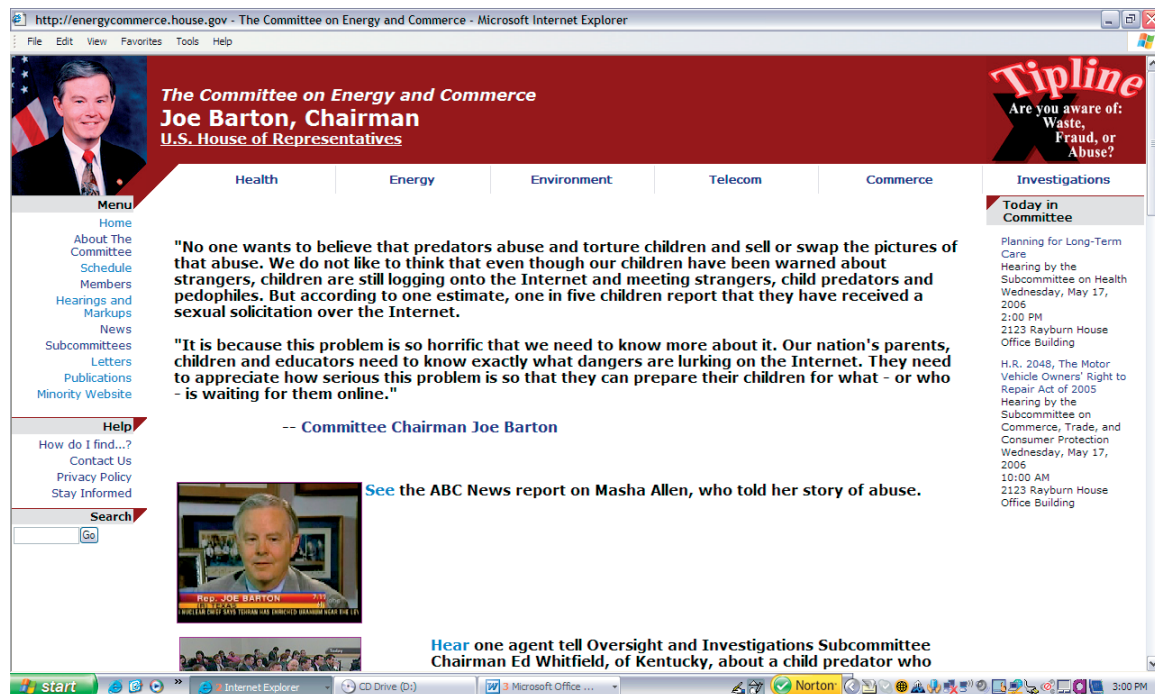 http://energycommerce.house.gov - The Committee on Energy and Commerce - Microsoft Internet Explorer
File Edit View Favorites Tools Help
The Committee on Energy and Commerce
Joe Barton, Chairman
U.S. House of Representatives
Tipline
Are you aware of:
Waste,
Fraud, or
Abuse?
Health Energy Environment Telecom Commerce Investigations
Menu
Home
About The
Committee
Schedule
Members
Hearings and
Markups
News
Subcommittees
Letters
Publications
Minority Website
Help
How do I find...?
Contact Us
Privacy Policy
Stay Informed
Search
Go
"No one wants to believe that predators abuse and torture children and sell or swap the pictures of
that abuse. We do not like to think that even though our children have been warned about
strangers, children are still logging onto the Internet and meeting strangers, child predators and
pedophiles. But according to one estimate, one in five children report that they have received a
sexual solicitation over the Internet.
"It is because this problem is so horrific that we need to know more about it. Our nation's parents,
children and educators need to know exactly what dangers are lurking on the Internet. They need
to appreciate how serious this problem is so that they can prepare their children for what - or who
- is waiting for them online."
-- Committee Chairman Joe Barton
See the ABC News report on Masha Allen, who told her story of abuse.
Rep. JOE BARTON
(R) TEXAS
NUCLEAR CHIEF SAYS TEHRAN HAS ENRICHED URANIUM NEAR THE
Hear one agent tell Oversight and Investigations Subcommittee
Chairman Ed Whitfield, of Kentucky, about a child predator who
Today in
Committee
Planning for Long-Term
Care
Hearing by the
Subcommittee on Health
Wednesday, May 17,
2006
2:00 PM
2123 Rayburn House
Office Building
H.R. 2048, The Motor
Vehicle Owners' Right to
Repair Act of 2005
Hearing by the
Subcommittee on
Commerce, Trade, and
Consumer Protection
Wednesday, May 17,
2006
10:00 AM
2123 Rayburn House
Office Building
start » 3 Internet Explorer CD Drive (D:) 3 Microsoft Office ... Norton 3:00 PM